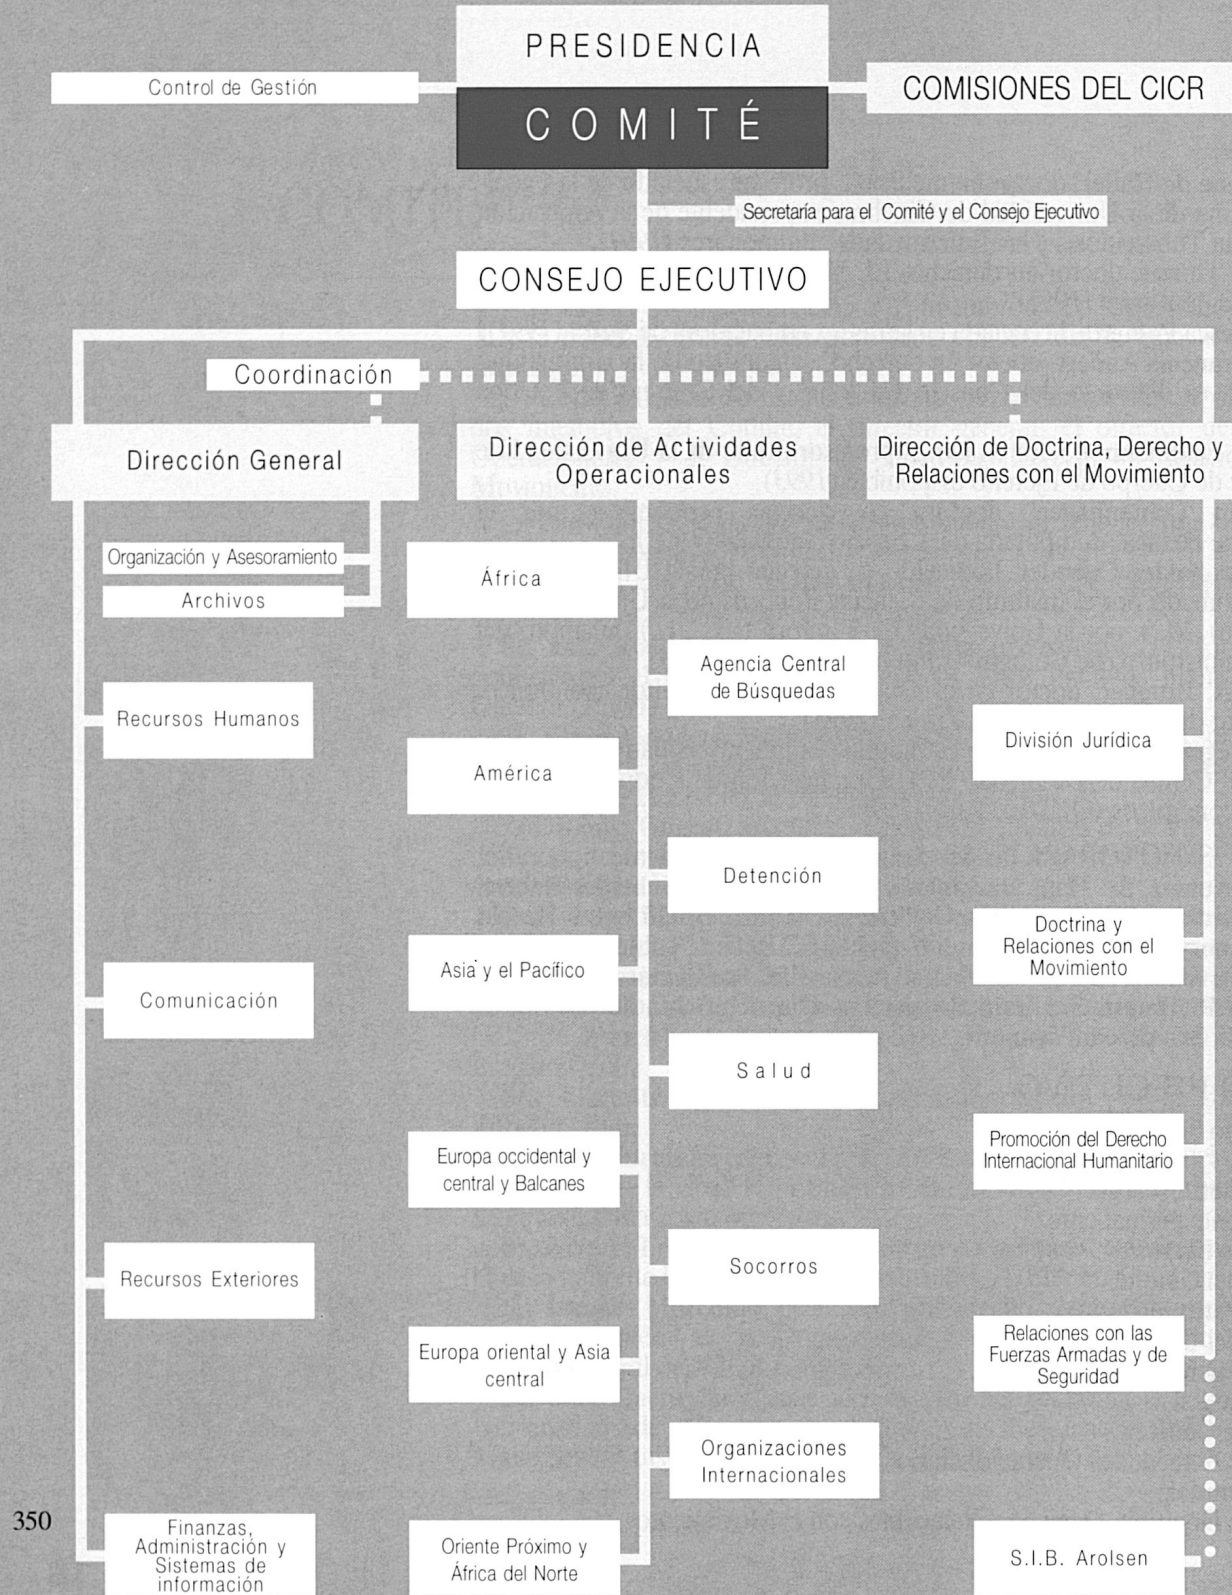 PRESIDENCIA
Control de Gestión
COMISIONES DEL CICR
COMITÉ
Secretaría para el Comité y el Consejo Ejecutivo
CONSEJO EJECUTIVO
Coordinación
Dirección General
Dirección de Actividades
Operacionales
Dirección de Doctrina, Derecho y
Relaciones con el Movimiento
Organización y Asesoramiento
Archivos
Recursos Humanos
Comunicación
Recursos Exteriores
Finanzas,
Administración y
Sistemas de
información
África
América
Asia y el Pacífico
Europa occidental y
central y Balcanes
Europa oriental y Asia
central
Oriente Próximo y
África del Norte
Agencia Central
de Búsquedas
Detención
Salud
Socorros
Organizaciones
Internacionales
División Jurídica
Doctrina y
Relaciones con el
Movimiento
Promoción del Derecho
Internacional Humanitario
Relaciones con las
Fuerzas Armadas y de
Seguridad
S.I.B. Arolsen
350